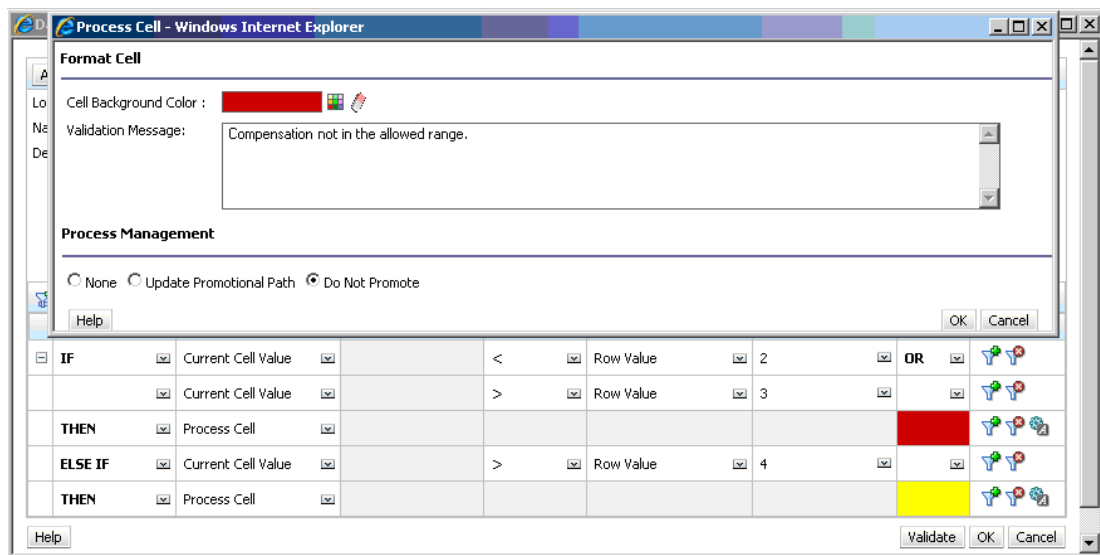 D
Process Cell - Windows Internet Explorer
Format Cell
A
Lo
Cell Background Color :
Na
Validation Message:
Compensation not in the allowed range.
De
Process Management
None Update Promotional Path Do Not Promote
Help OK Cancel
IF Current Cell Value < Row Value 2 OR
Current Cell Value > Row Value 3
THEN Process Cell
A
ELSE IF Current Cell Value > Row Value 4
THEN Process Cell
A
Help Validate OK Cancel